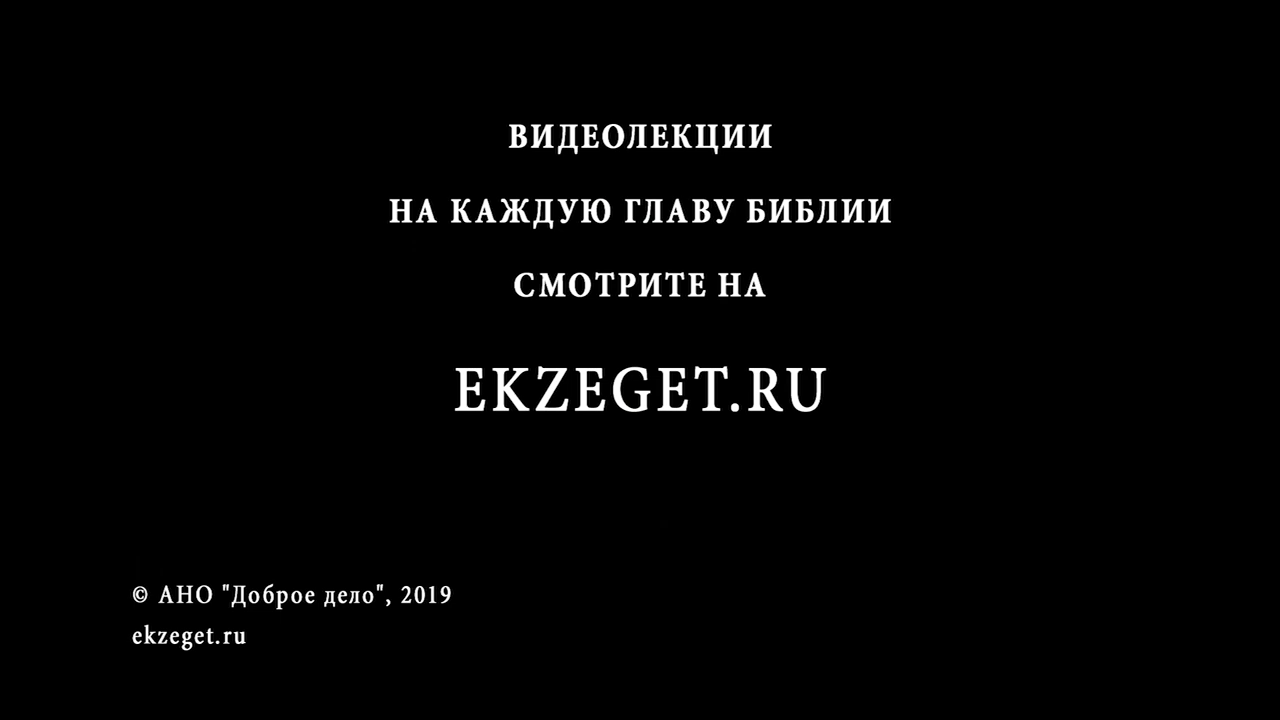 ВИДЕОЛЕКЦИИ
НА КАЖДУЮ ГЛАВУ БИБЛИИ
СМОТРИТЕ НА
EKZEGET.RU
© АНО "Доброе дело", 2019
ekzeget.ru